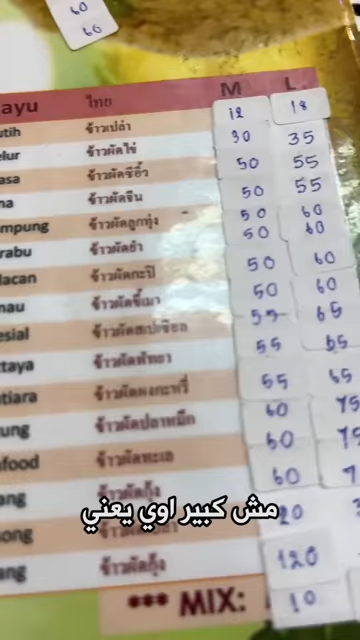 60
60
ayu ไทย M L
utih ข้าวเปล่า 12 18
elur ข้าวผัดไข่ 30 35
asa ข้าวผัดซีอิ้ว 50 55
na ข้าวผัดจีน 50 55
mpung ข้าวผัดลูกทุ่ง 50 60
rabu ข้าวผัดยำ 50 60
lacan ข้าวผัดกะปิ 50 60
nau ข้าวผัดขี้เมา 50 60
esial ข้าวผัดสเปเชียล 55 65
ttaya ข้าวผัดพัทยา 55 65
utiara ข้าวผัดผงกะหรี่ 55 65
ung ข้าวผัดปลาหมึก 60 75
afood ข้าวผัดทะเล 60 75
ang ข้าวผัดกุ้ง 60 7
مش كبير اوي يعني
ong
ang ข้าวผัดกุ้ง 120
*** MIX: 10